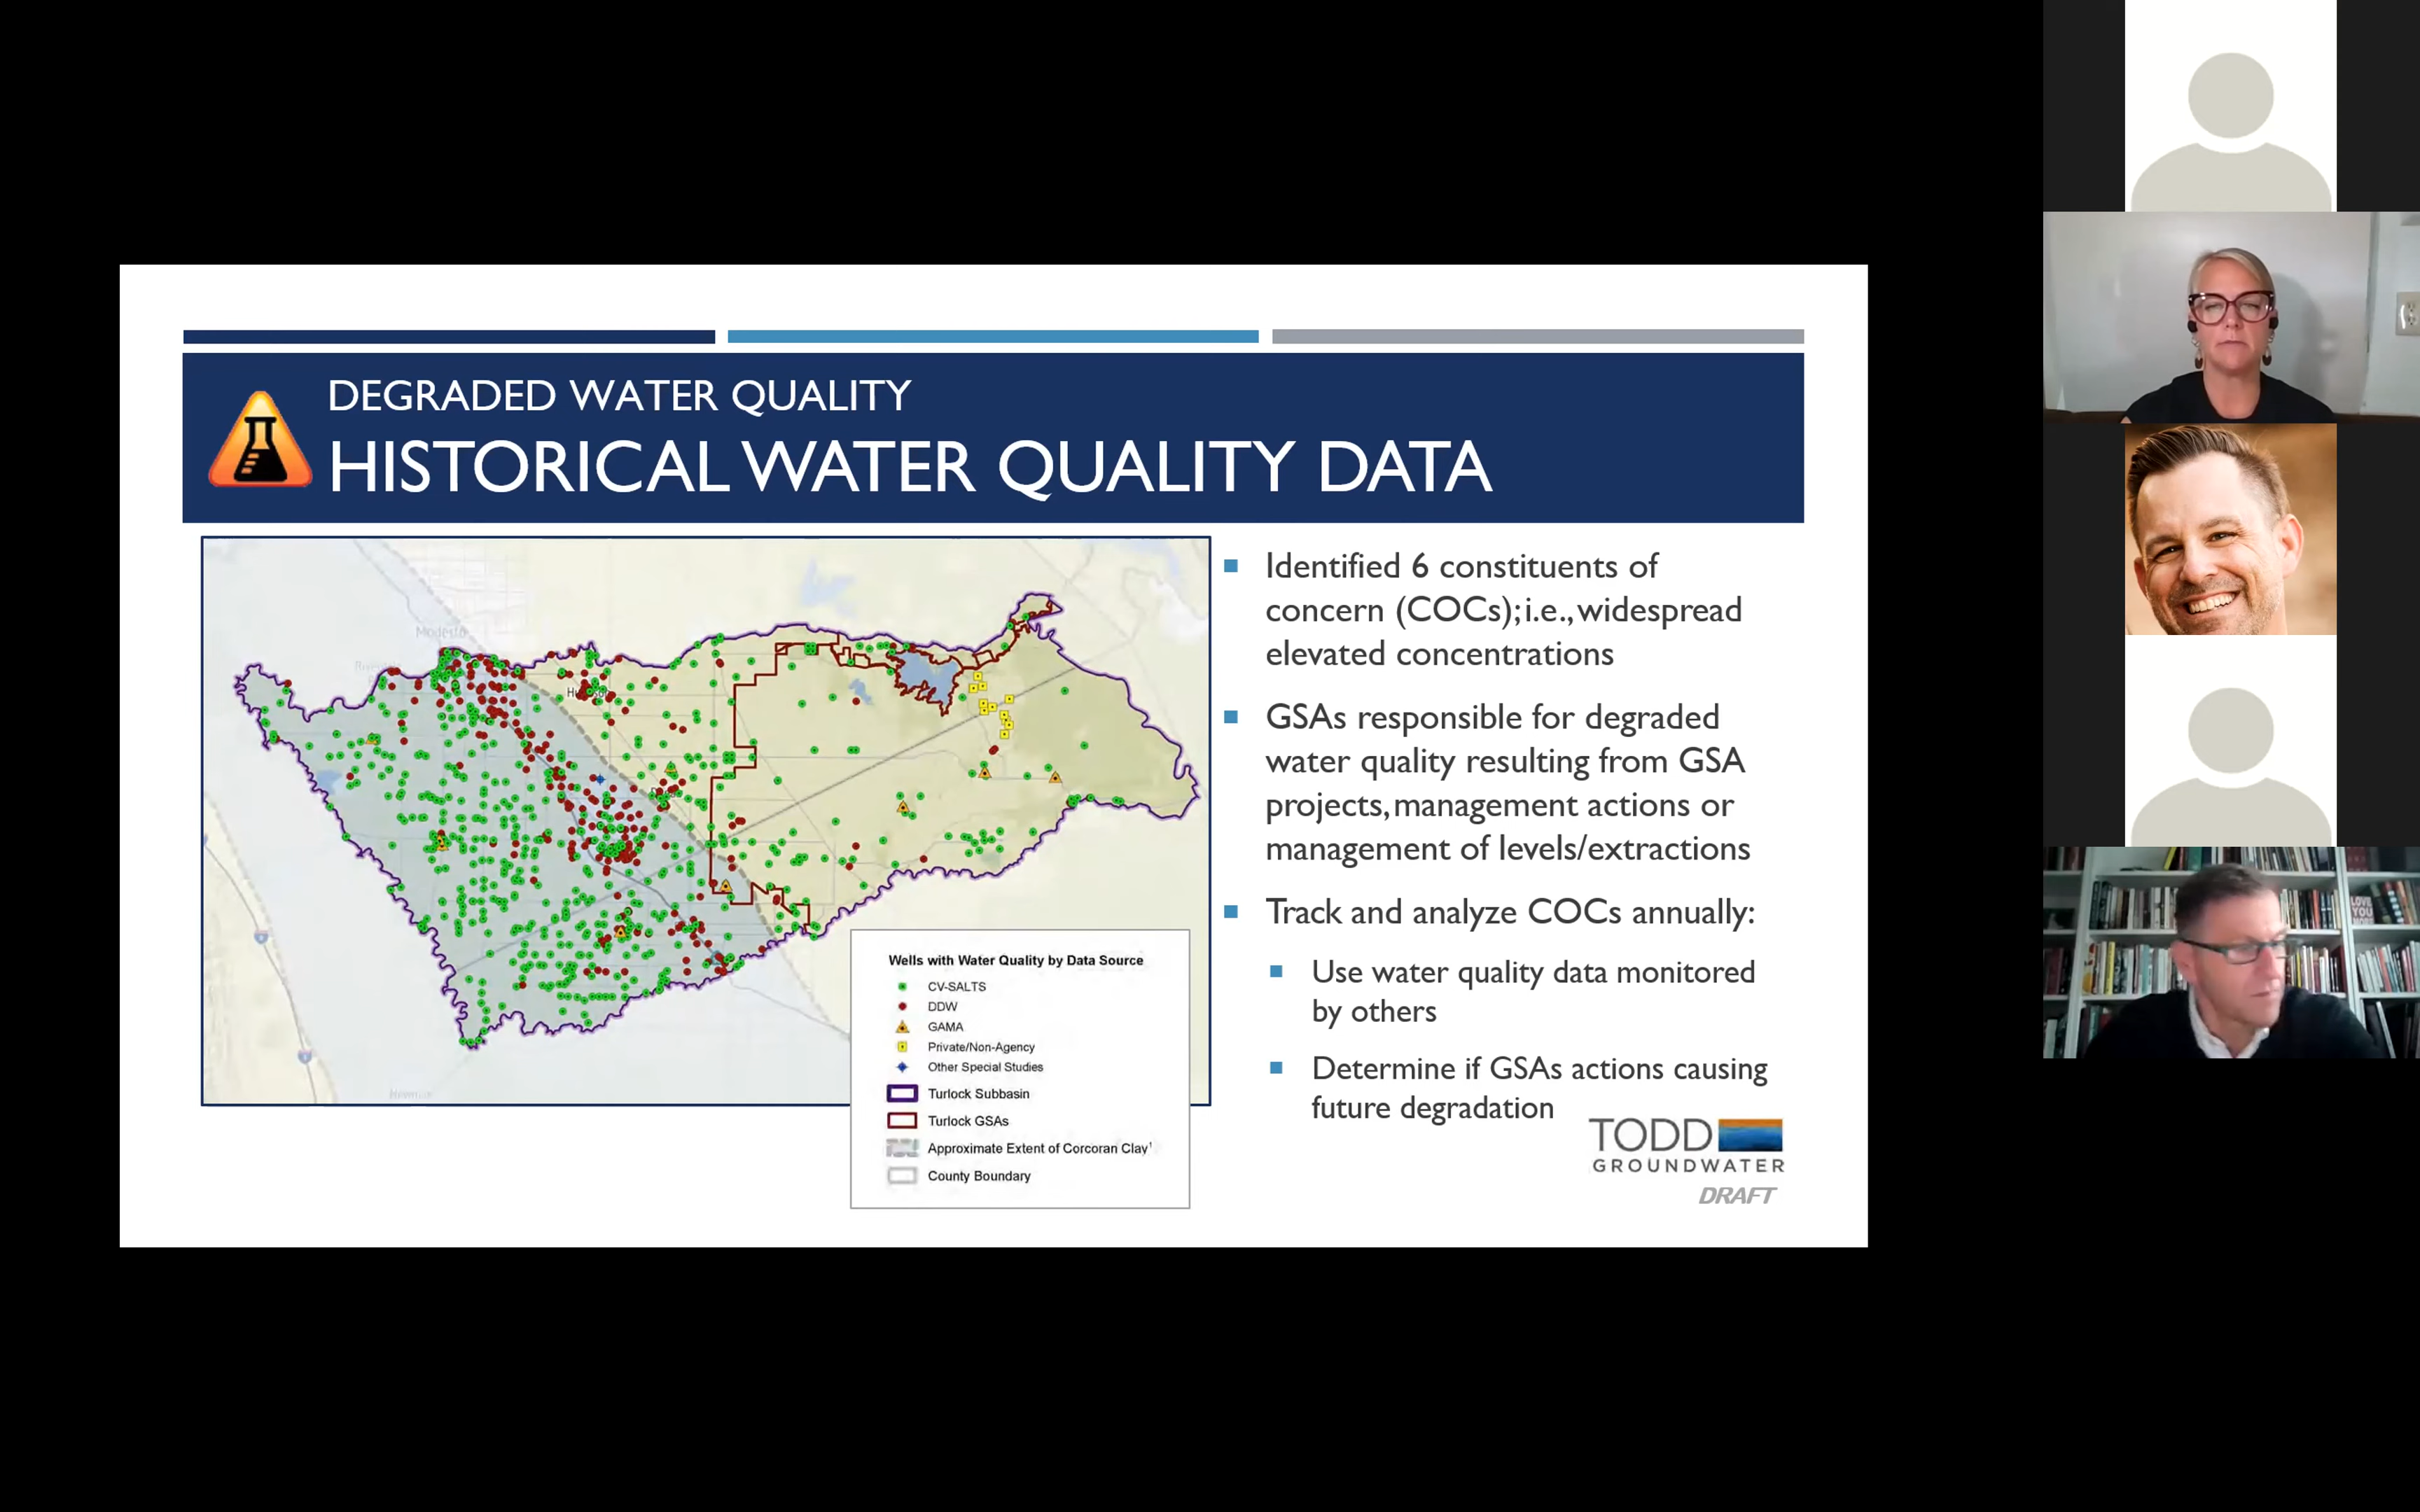 DEGRADED WATER QUALITY
HISTORICAL WATER QUALITY DATA
Modesto
Identified 6 constituents of
concern (COCs); i.e., widespread
elevated concentrations
GSAs responsible for degraded
water quality resulting from GSA
projects, management actions or
management of levels/extractions
Track and analyze COCs annually:
Use water quality data monitored
by others
Determine if GSAs actions causing
future degradation
Wells with Water Quality by Data Source
CV-SALTS
DDW
GAMA
Private/Non-Agency
Other Special Studies
Turlock Subbasin
Turlock GSAs
Approximate Extent of Corcoran Clay¹
County Boundary
TODD
GROUNDWATER
DRAFT
LOVE
YOU